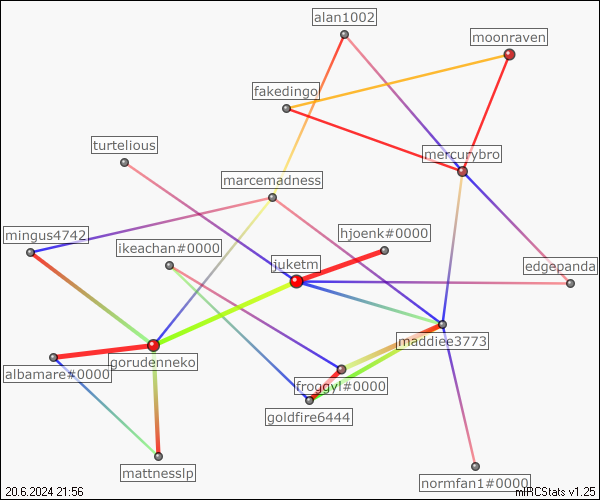 alan1002
moonraven
fakedingo
turtelious
mercurybro
marcemadness
mingus4742
hjoenk#0000
ikeachan#0000
juketm
edgepanda
maddiee3773
gorudenneko
albamare#0000
froggyl#0000
goldfire6444
mattnesslp
normfan1#0000
20.6.2024 21:56
mIRCStats v1.25